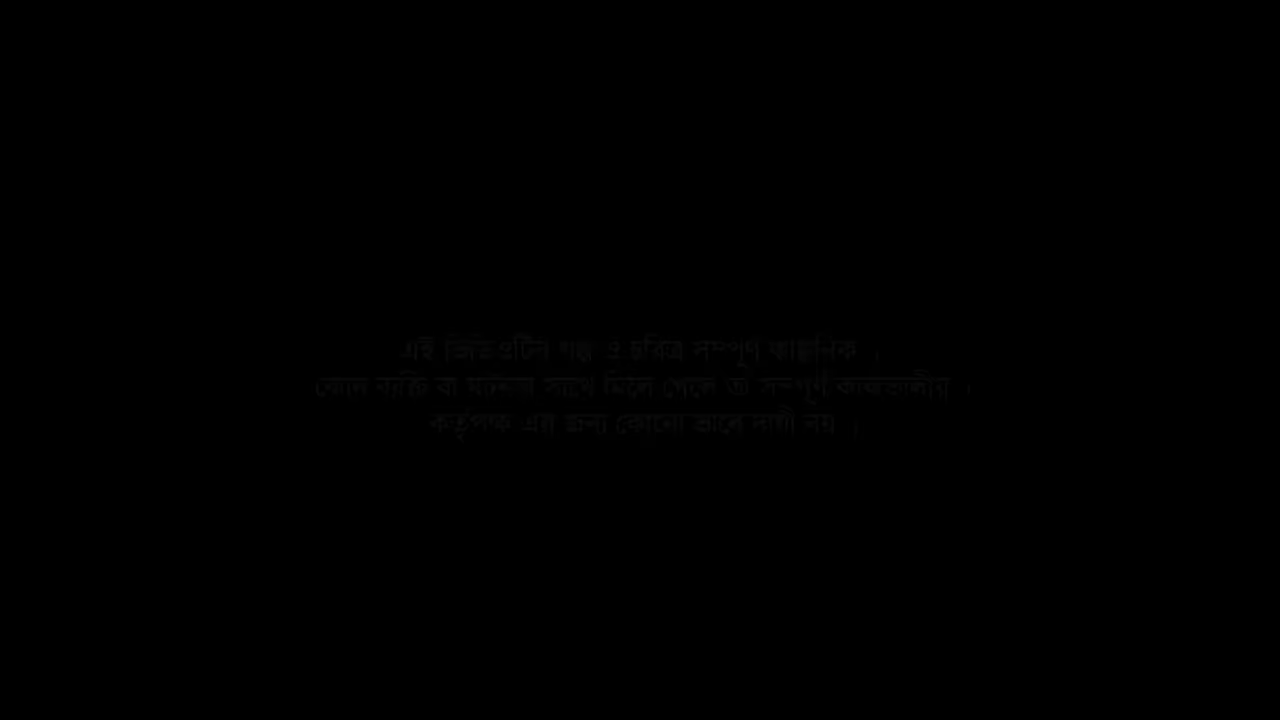 এই ভিডিওটির গল্প ও চরিত্র সম্পূর্ণ কাল্পনিক ।
কোন ব্যক্তি বা ঘটনার সাথে মিলে গেলে তা সম্পূর্ণ কাকতালীয় ।
কর্তৃপক্ষ এর জন্য কোনো ভাবে দায়ী নয় ।